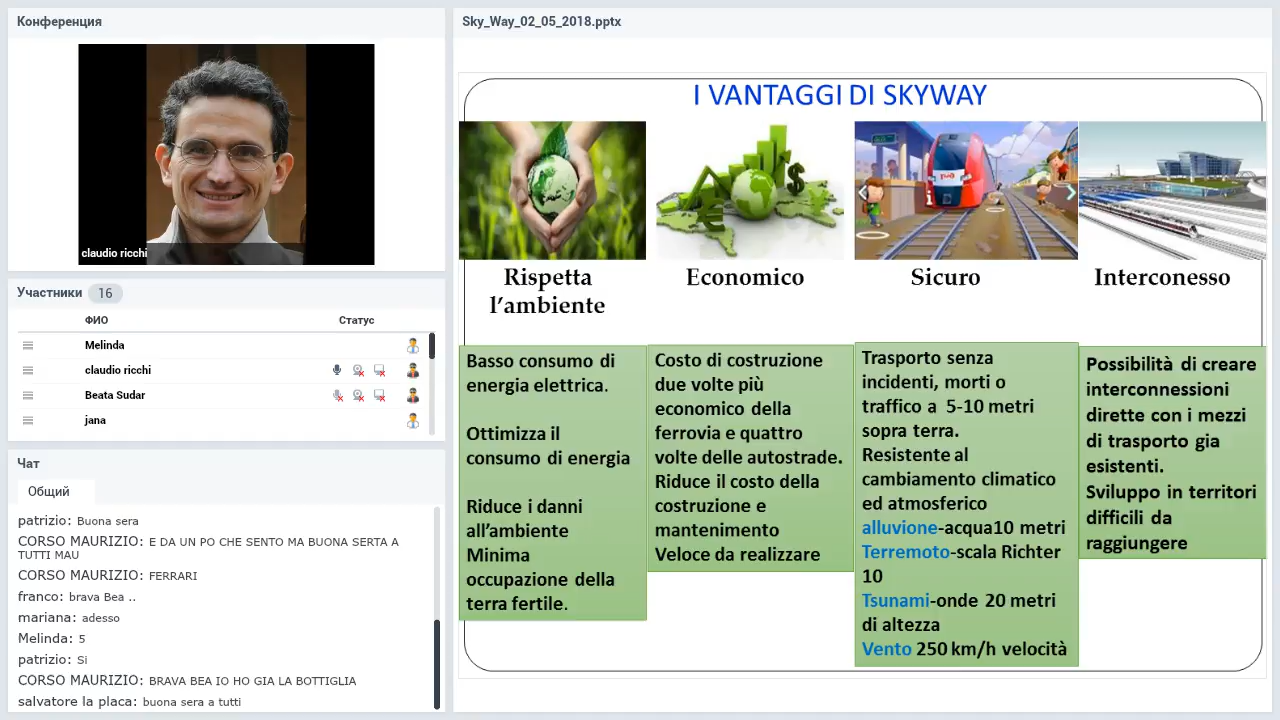 Конференция
claudio ricchi
Участники 16
ФИО Статус
Melinda
claudio ricchi
Beata Sudar
jana
Чат
Общий
patrizio: Buona sera
CORSO MAURIZIO: E DA UN PO CHE SENTO MA BUONA SERTA A
TUTTI MAU
CORSO MAURIZIO: FERRARI
franco: brava Bea ..
mariana: adesso
Melinda: 5
patrizio: Si
CORSO MAURIZIO: BRAVA BEA IO HO GIA LA BOTTIGLIA
salvatore la placa: buona sera a tutti
Sky_Way_02_05_2018.pptx
I VANTAGGI DI SKYWAY
Rispetta
l’ambiente
Basso consumo di
energia elettrica.
Ottimizza il
consumo di energia
Riduce i danni
all’ambiente
Minima
occupazione della
terra fertile.
Economico
Costo di costruzione
due volte più
economico della
ferrovia e quattro
volte delle autostrade.
Riduce il costo della
costruzione e
mantenimento
Veloce da realizzare
Sicuro
Trasporto senza
incidenti, morti o
traffico a 5-10 metri
sopra terra.
Resistente al
cambiamento climatico
ed atmosferico
alluvione-acqua10 metri
Terremoto-scala Richter
10
Tsunami-onde 20 metri
di altezza
Vento 250 km/h velocità
Interconesso
Possibilità di creare
interconnessioni
dirette con i mezzi
di trasporto gia
esistenti.
Sviluppo in territori
difficili da
raggiungere